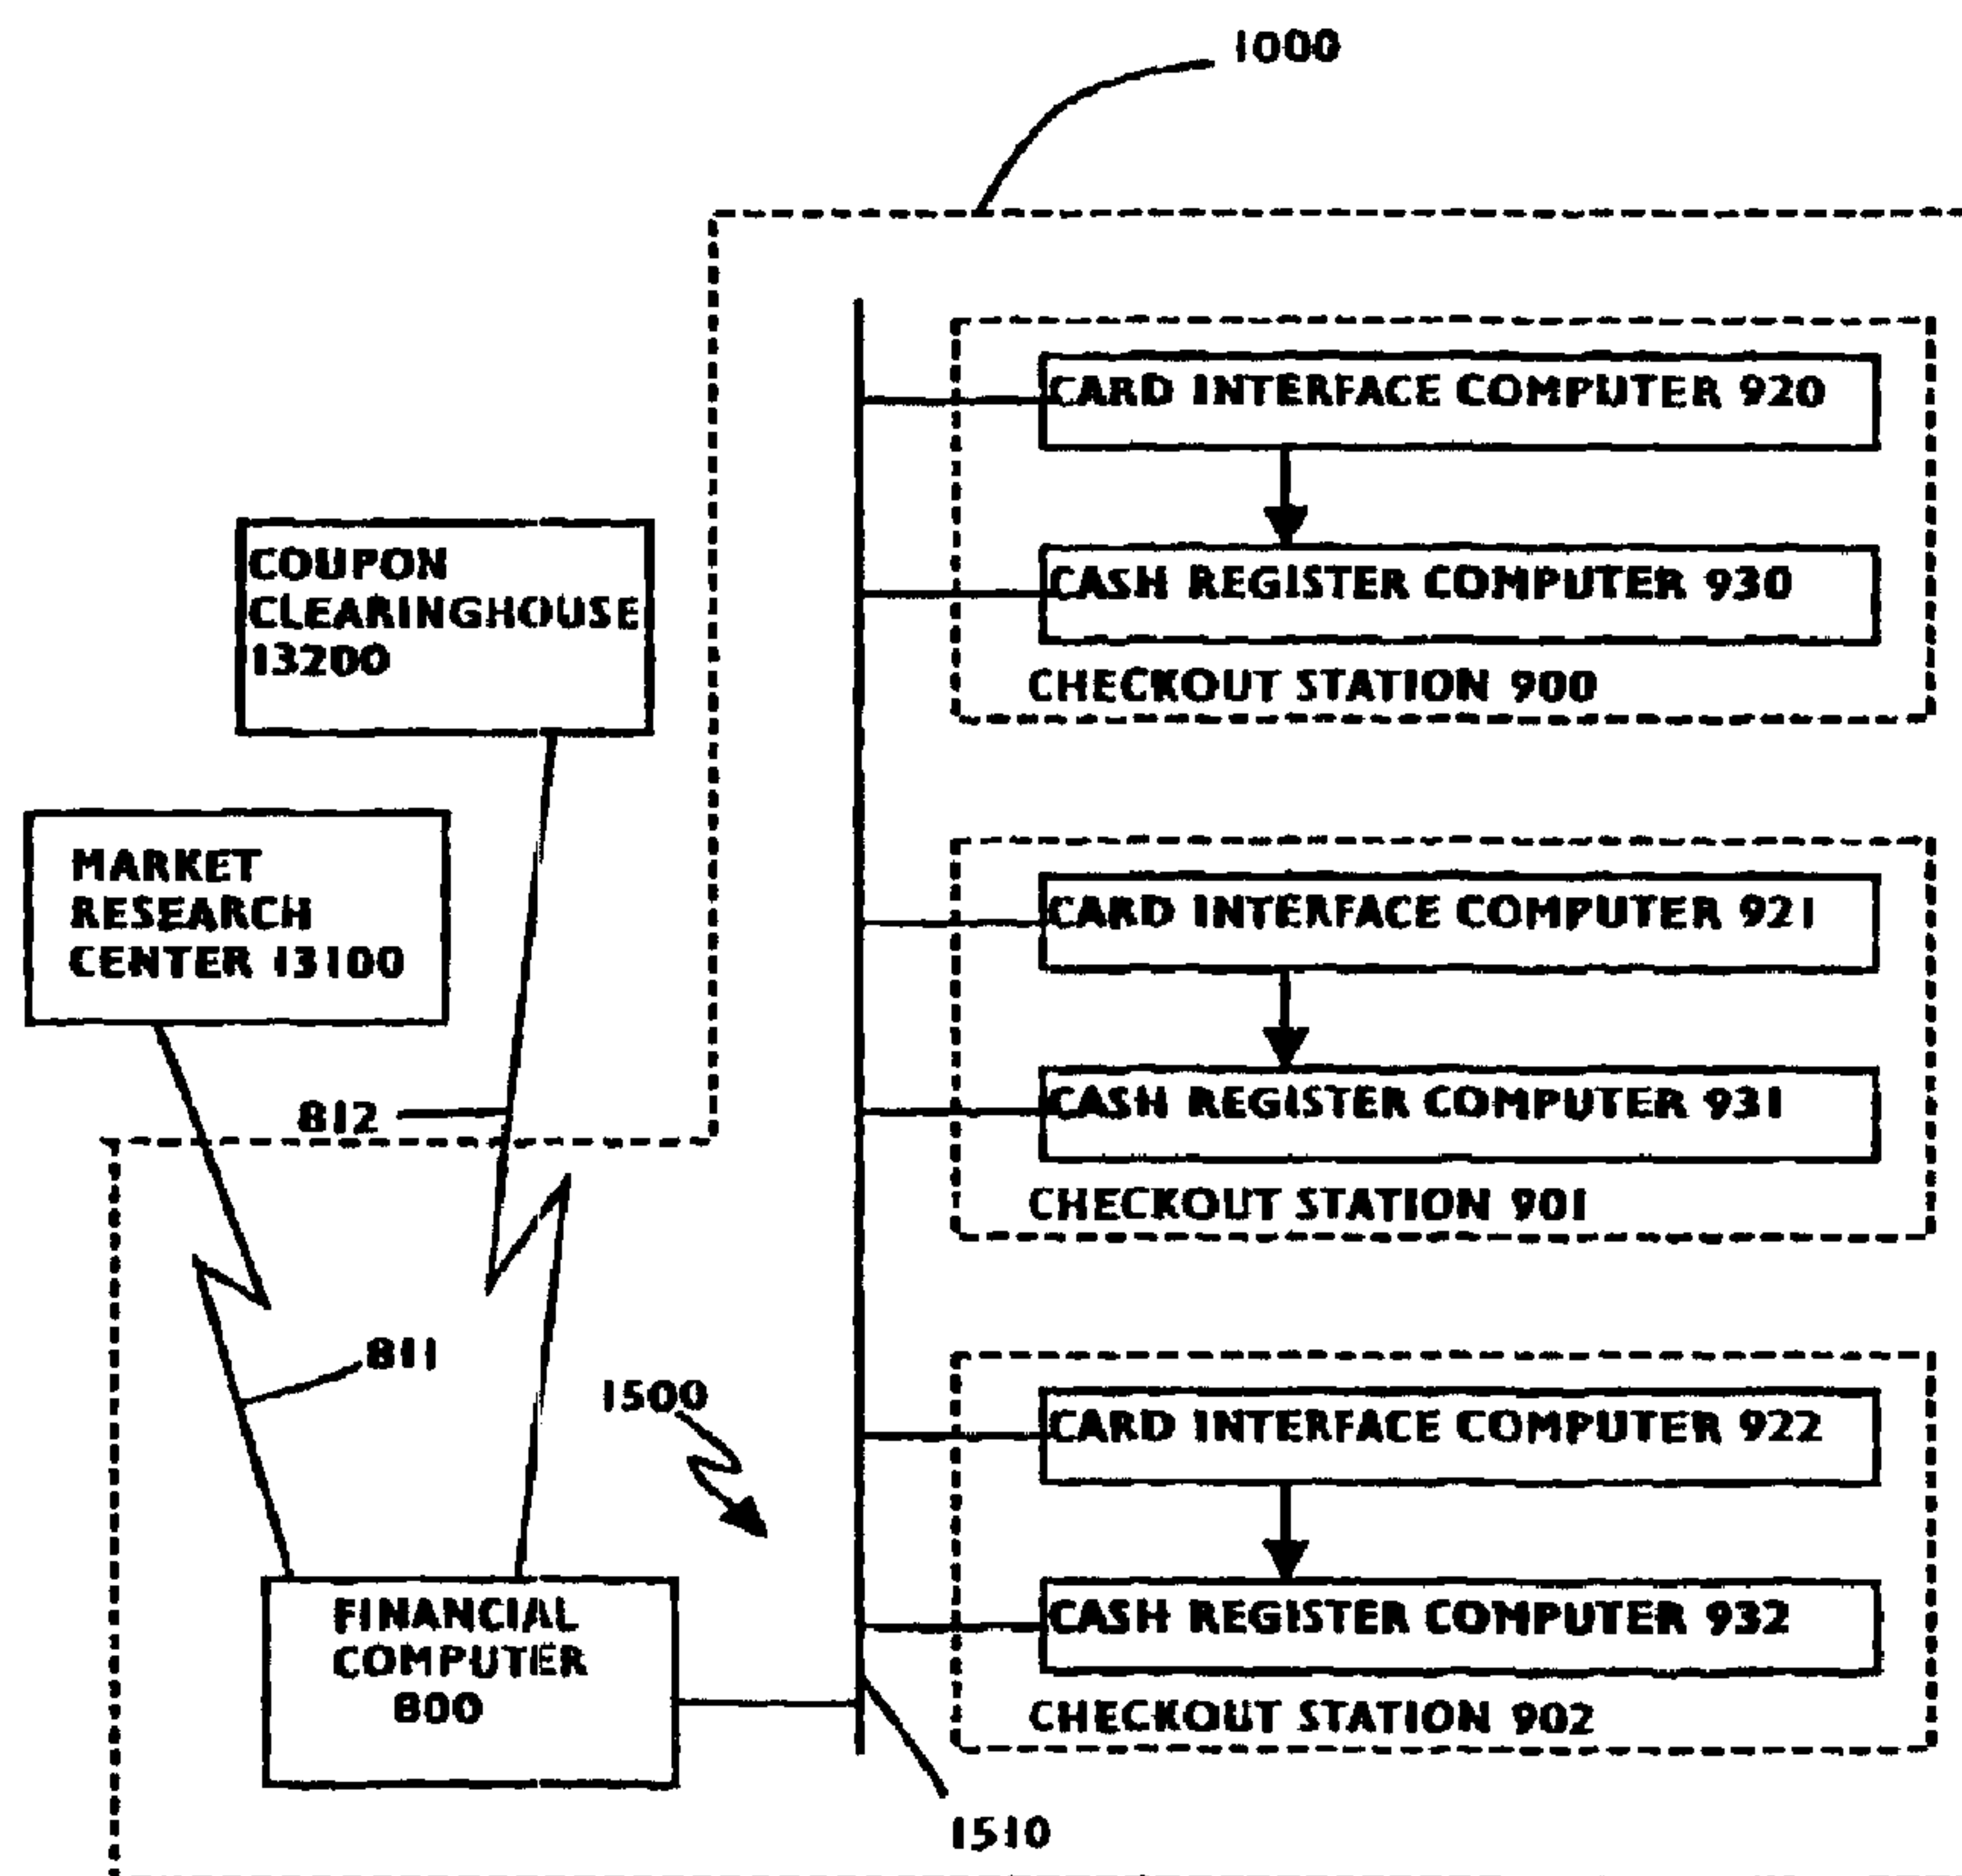 1000
CARD INTERFACE COMPUTER 920
CASH REGISTER COMPUTER 930
CHECKOUT STATION 900
COUPON
CLEARINGHOUSE
13200
MARKET
RESEARCH
CENTER 13100
CARD INTERFACE COMPUTER 921
CASH REGISTER COMPUTER 931
CHECKOUT STATION 901
812
811
1500
CARD INTERFACE COMPUTER 922
CASH REGISTER COMPUTER 932
CHECKOUT STATION 902
FINANCIAL
COMPUTER
800
1510